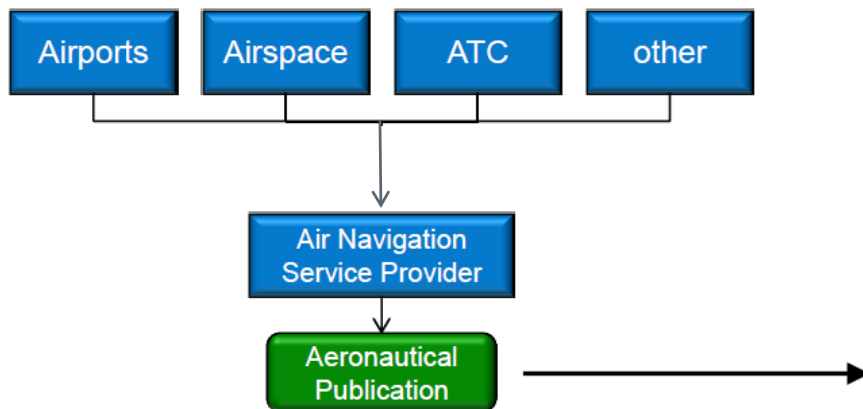 Airports
Airspace
ATC
other
Air Navigation
Service Provider
Aeronautical
Publication